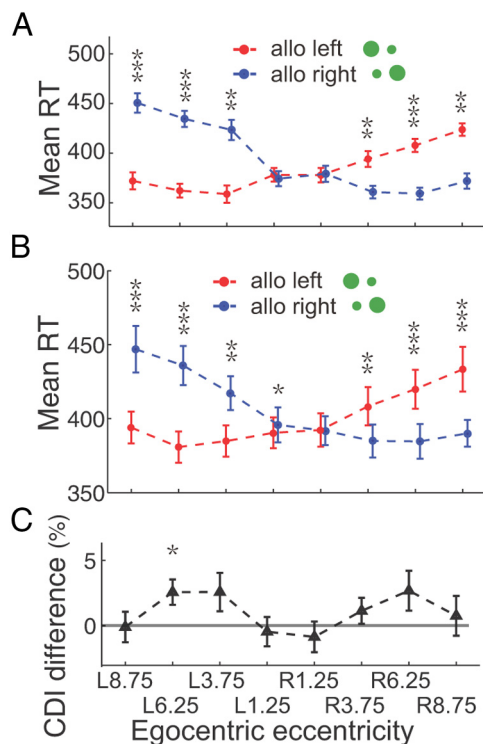 A
500
450
400
350
Mean RT
allo left
allo right
***
***
**
**
***
**
B
500
450
400
350
Mean RT
allo left
allo right
***
***
**
*
**
***
***
C
5
0
CDI difference (%)
*
L8.75 L3.75 R1.25 R6.25
L6.25 L1.25 R3.75 R8.75
Egocentric eccentricity